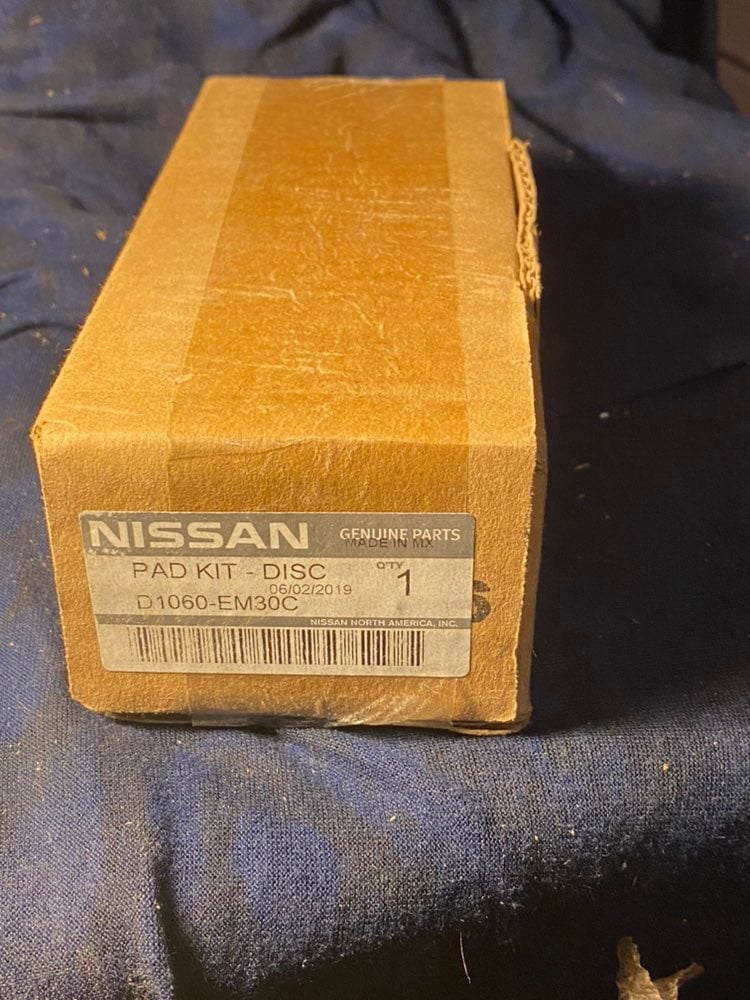 NISSAN GENUINE PARTS
MADE IN MX
PAD KIT - DISC Q'TY 1
06/02/2019
D1060-EM30C
NISSAN NORTH AMERICA, INC.